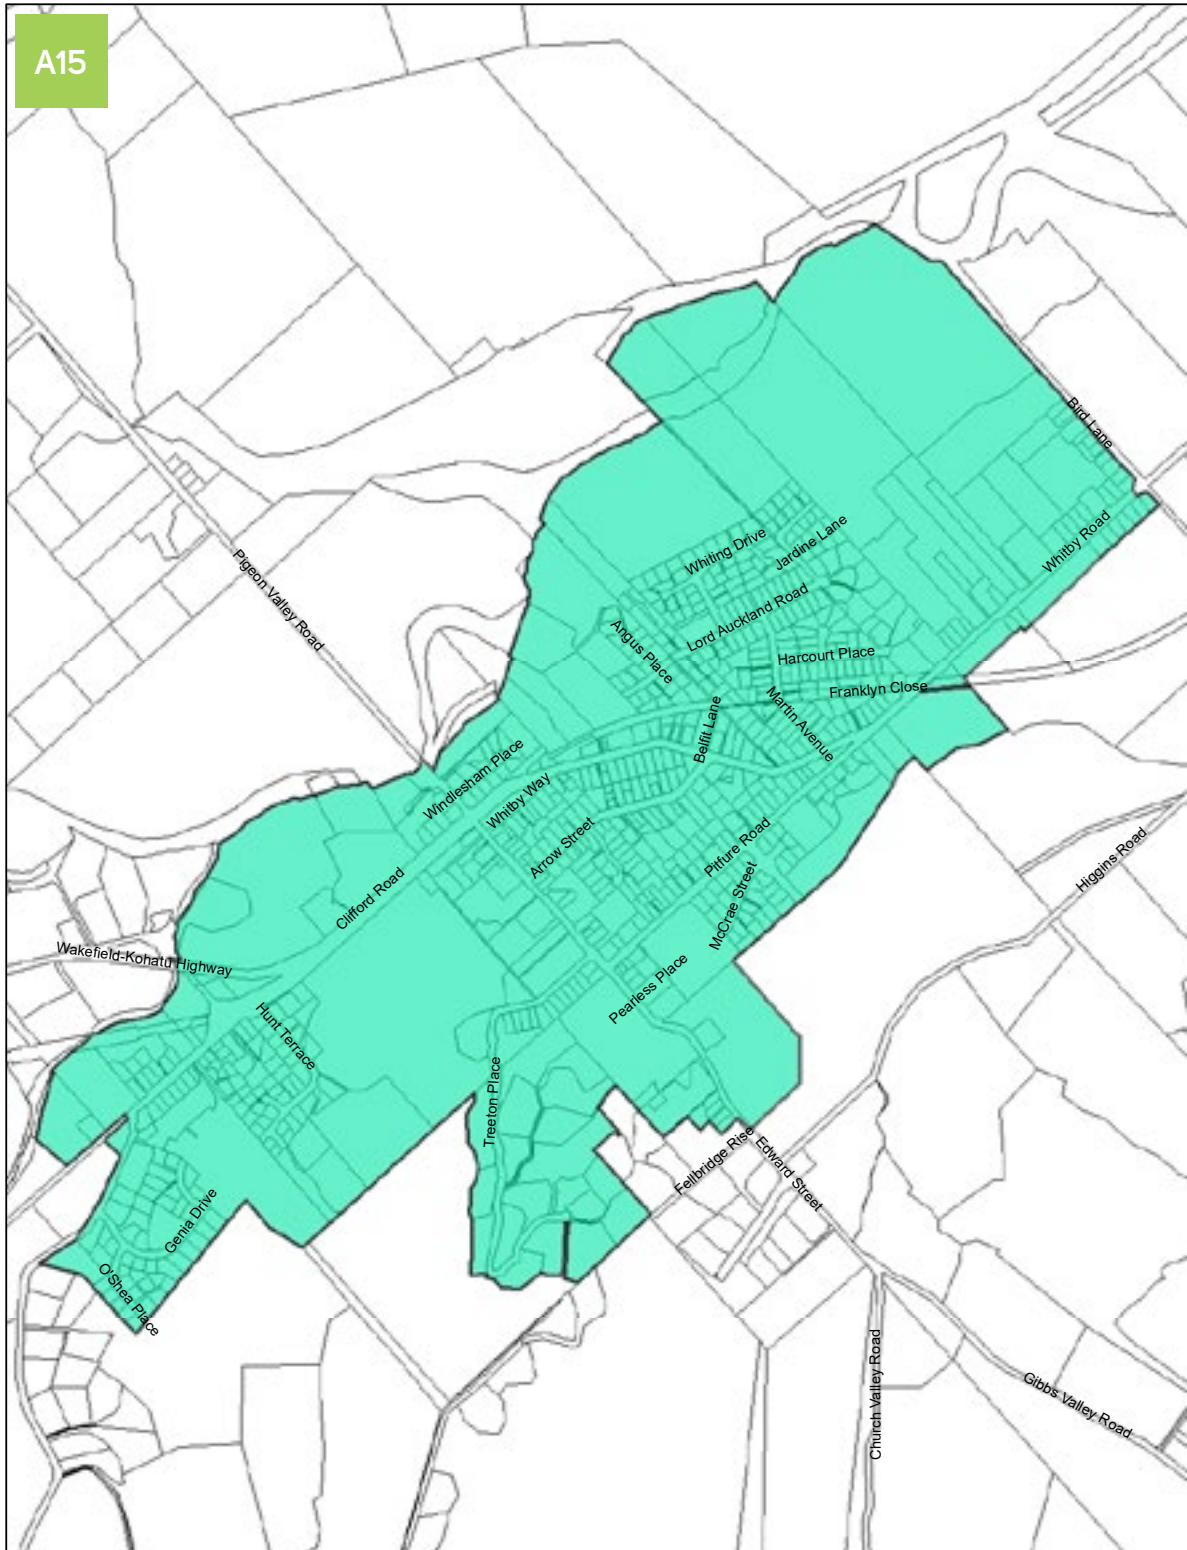 A15
Bird Lane
Whitby Road
Whiting Drive
Jardine Lane
Lord Auckland Road
Angus Place
Harcourt Place
Franklyn Close
Martin Avenue
Belfit Lane
Pigeon Valley Road
Windlesham Place
Whitby Way
Arrow Street
Pitfure Road
McCrae Street
Higgins Road
Clifford Road
Wakefield-Kohatu Highway
Pearless Place
Hunt Terrace
Treeton Place
Fellbridge Rise
Edward Street
Genia Drive
O'Shea Place
Church Valley Road
Gibbs Valley Road